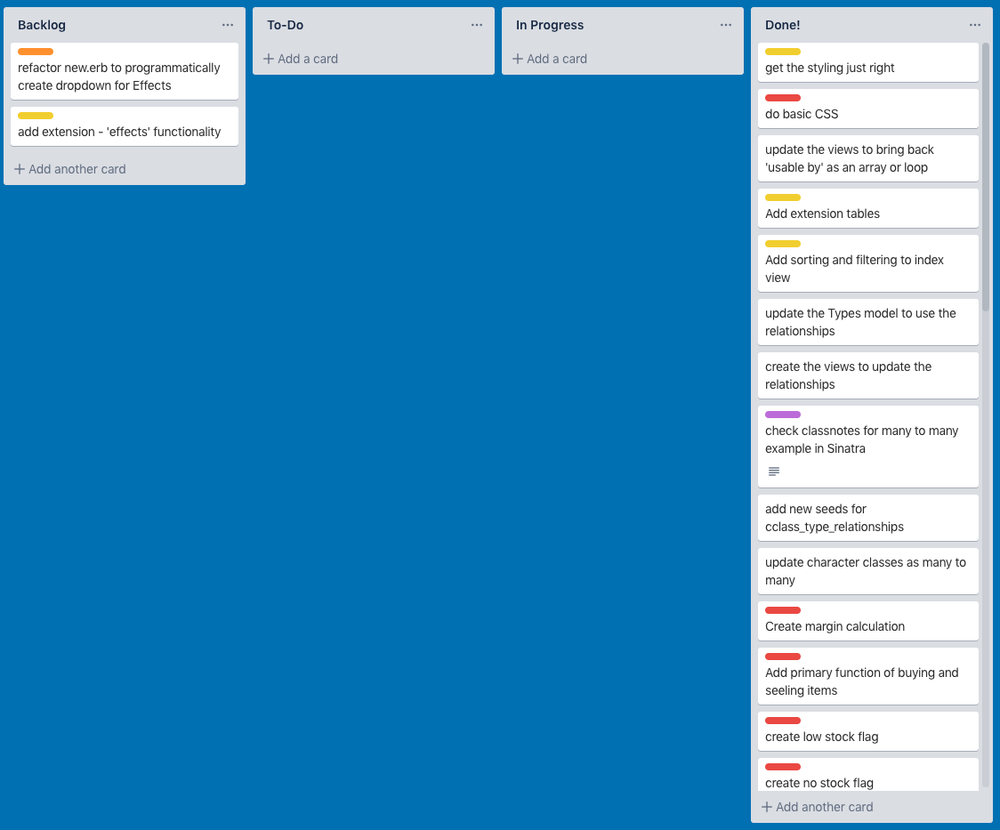 Backlog
refactor new.erb to programmatically
create dropdown for Effects
add extension - 'effects' functionality
Add another card
To-Do
Add a card
In Progress
Add a card
Done!
get the styling just right
do basic CSS
update the views to bring back
'usable by' as an array or loop
Add extension tables
Add sorting and filtering to index
view
update the Types model to use the
relationships
create the views to update the
relationships
check classnotes for many to many
example in Sinatra
add new seeds for
cclass_type_relationships
update character classes as many to
many
Create margin calculation
Add primary function of buying and
seeling items
create low stock flag
create no stock flag
Add another card